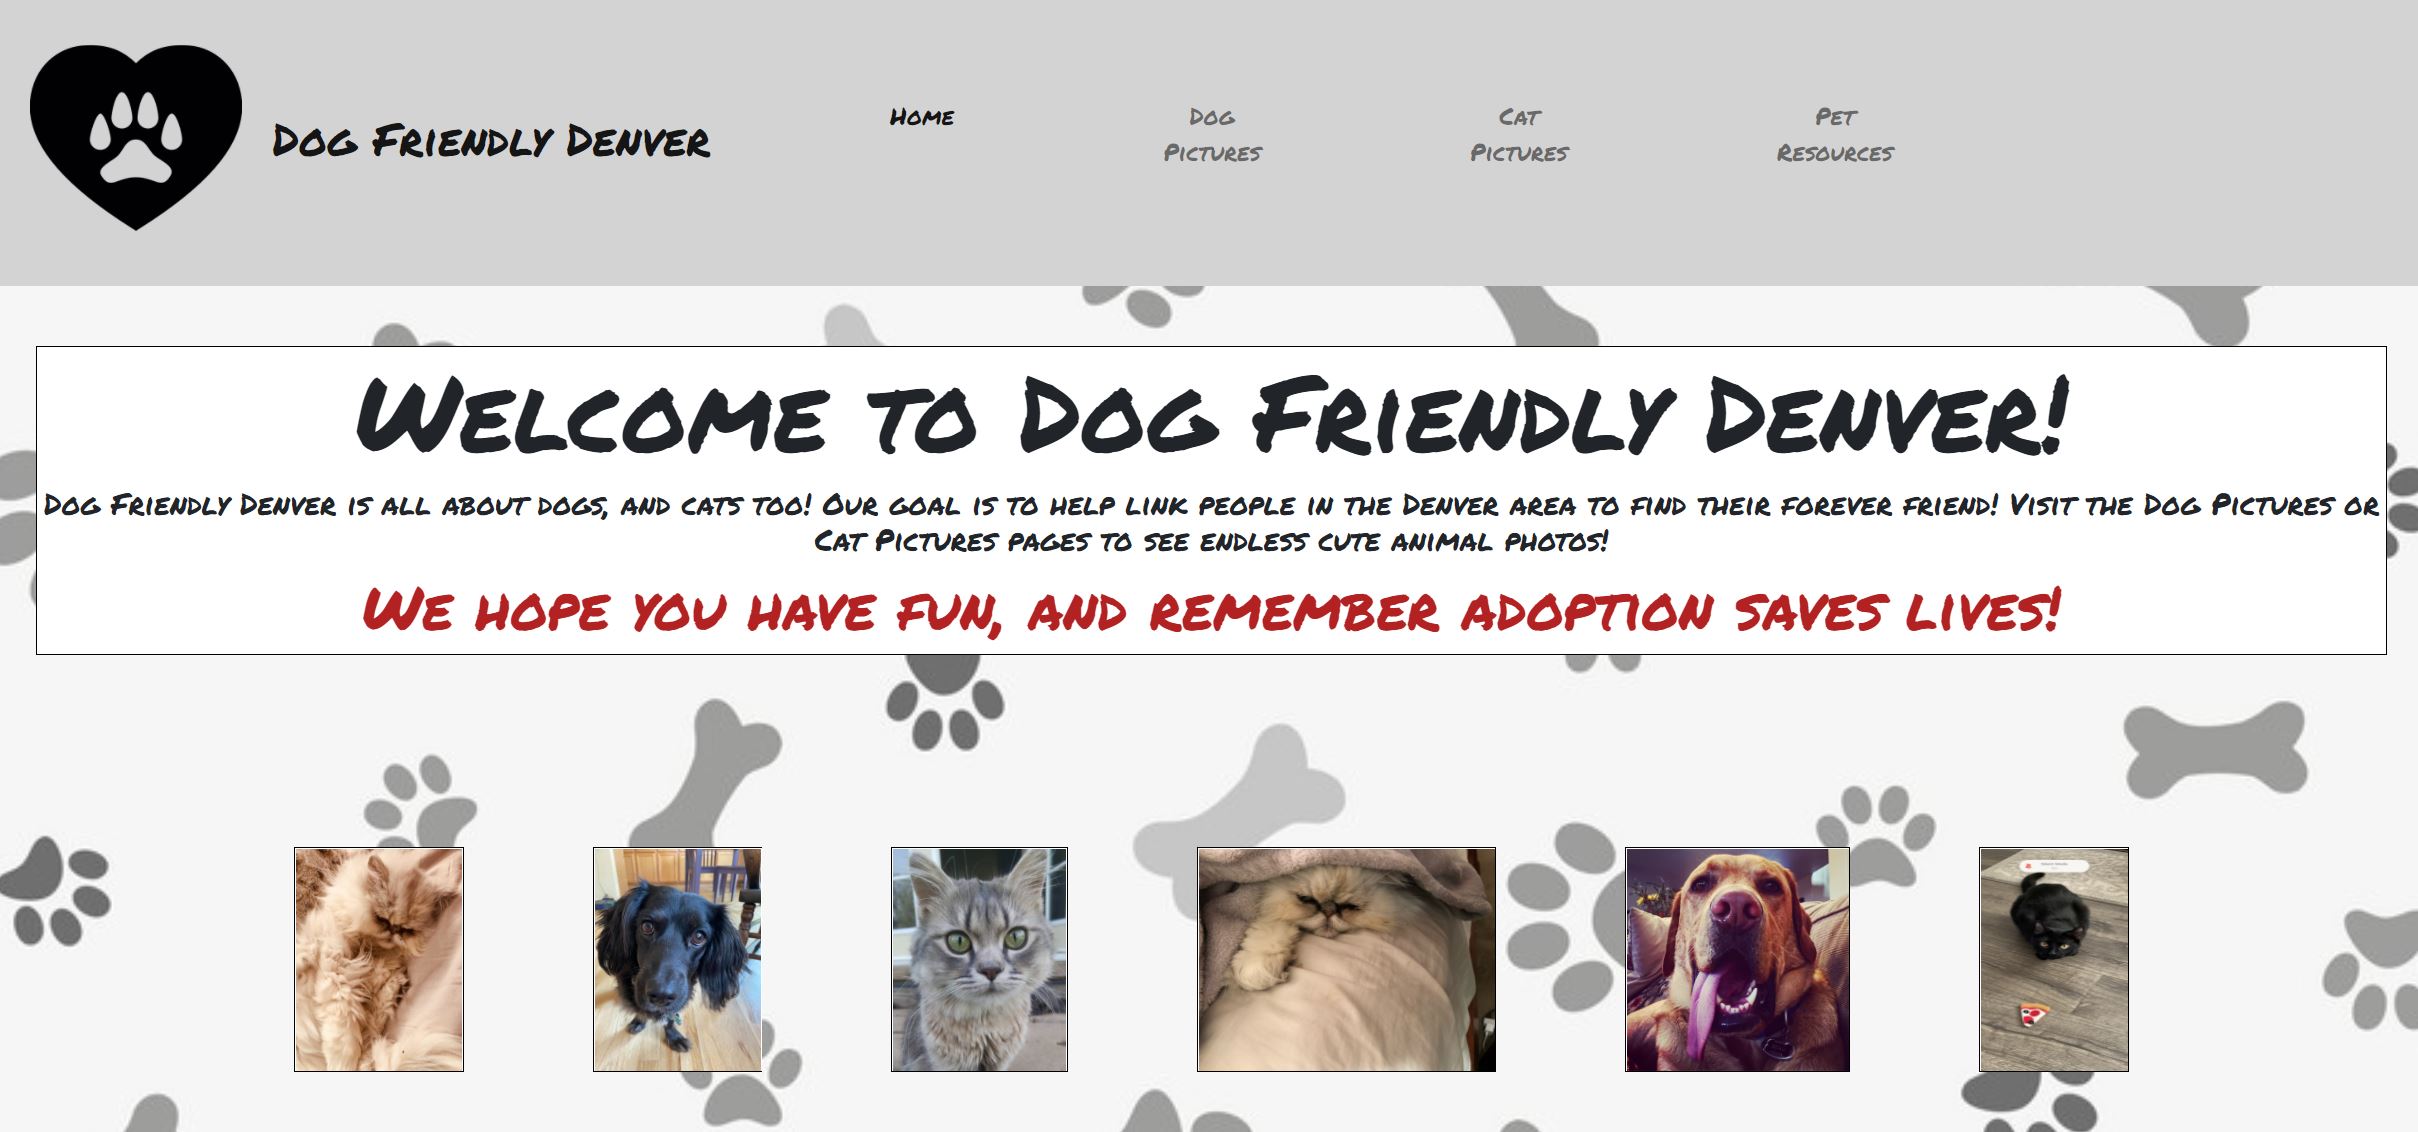 Dog Friendly Denver
Home
Dog
Pictures
Cat
Pictures
Pet
Resources
Welcome to Dog Friendly Denver!
Dog Friendly Denver is all about dogs, and cats too! Our goal is to help link people in the Denver area to find their forever friend! Visit the Dog Pictures or
Cat Pictures pages to see endless cute animal photos!
We hope you have fun, and remember adoption saves lives!